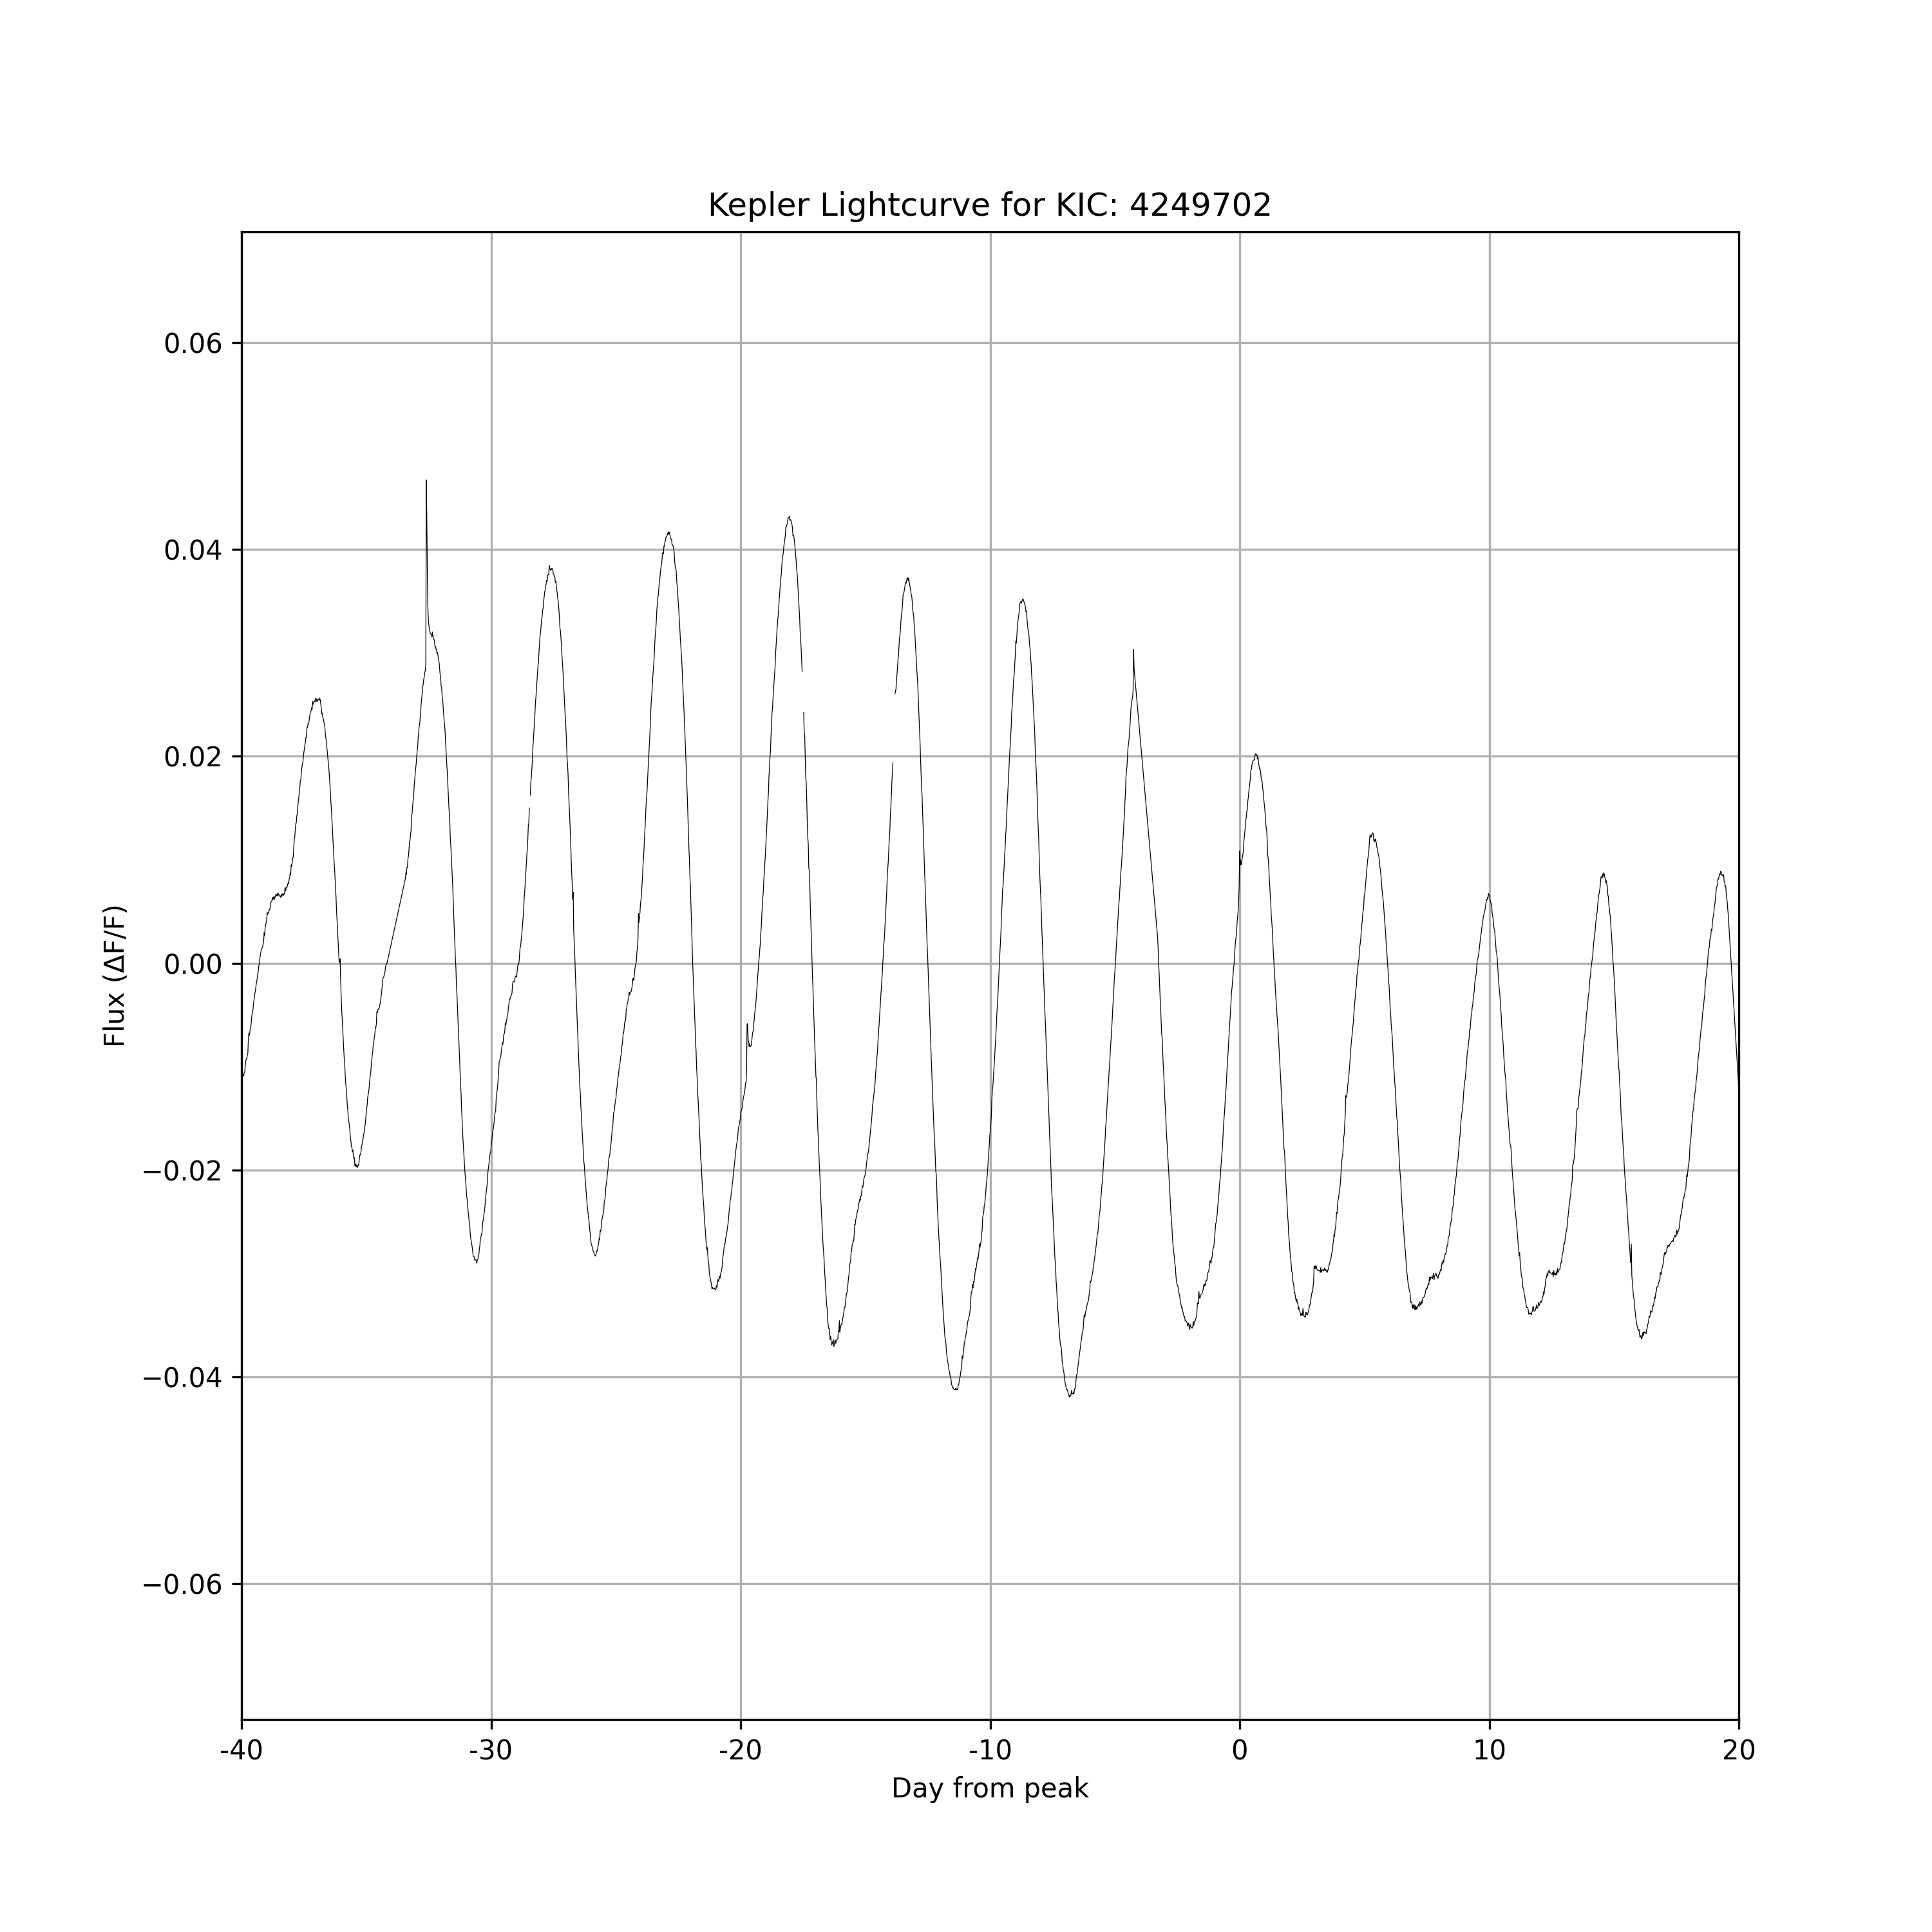 Kepler Lightcurve for KIC: 4249702
0.06
0.04
0.02
0.00
−0.02
−0.04
−0.06
Flux (ΔF/F)
-40 -30 -20 -10 0 10 20
Day from peak